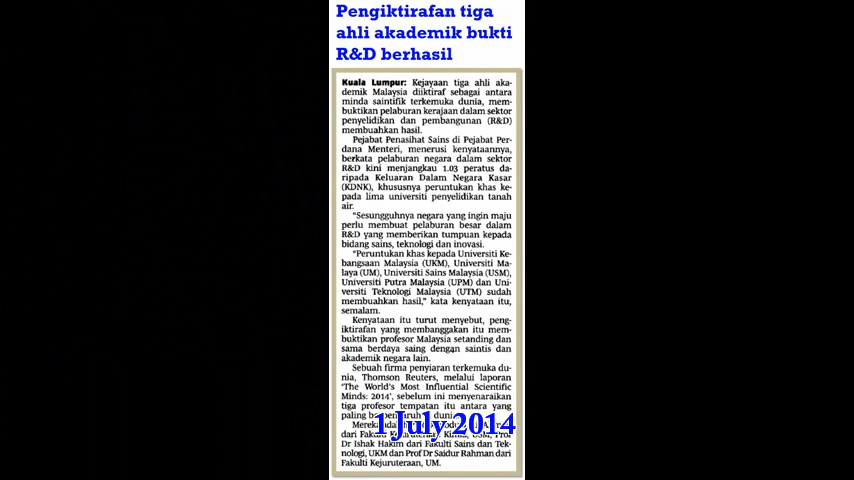 Pengiktirafan tiga
ahli akademik bukti
R&D berhasil
Kuala Lumpur: Kejayaan tiga ahli aka-
demik Malaysia diiktiraf sebagai antara
minda saintifik terkemuka dunia, mem-
buktikan pelaburan kerajaan dalam sektor
penyelidikan dan pembangunan (R&D)
membuahkan hasil.
Pejabat Penasihat Sains di Pejabat Per-
dana Menteri, menerusi kenyataannya,
berkata pelaburan negara dalam sektor
R&D kini menjangkau 1.03 peratus da-
ripada Keluaran Dalam Negara Kasar
(KDNK), khususnya peruntukan khas ke-
pada lima universiti penyelidikan tanah
air.
“Sesungguhnya negara yang ingin maju
perlu membuat pelaburan besar dalam
R&D yang memberikan tumpuan kepada
bidang sains, teknologi dan inovasi.
“Peruntukan khas kepada Universiti Ke-
bangsaan Malaysia (UKM), Universiti Ma-
laya (UM), Universiti Sains Malaysia (USM),
Universiti Putra Malaysia (UPM) dan Uni-
versiti Teknologi Malaysia (UTM) sudah
membuahkan hasil,” kata kenyataan itu,
semalam.
Kenyataan itu turut menyebut, peng-
iktirafan yang membanggakan itu mem-
buktikan profesor Malaysia setanding dan
sama berdaya saing dengan saintis dan
akademik negara lain.
Sebuah firma penyiaran terkemuka du-
nia, Thomson Reuters, melalui laporan
‘The World’s Most Influential Scientific
Minds: 2014’, sebelum ini menyenaraikan
tiga profesor tempatan itu antara yang
paling di dunia
1 July 2014
dari Fakulti USM, Prof
Dr Ishak Hakim dari Fakulti Sains dan Tek-
nologi, UKM dan Prof Dr Saidur Rahman dari
Fakulti Kejuruteraan, UM.